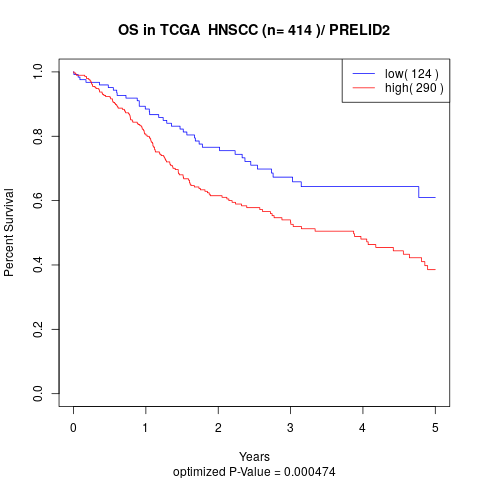 OS in TCGA HNSCC (n= 414 )/ PRELID2
low( 124 )
high( 290 )
Percent Survival
1.0
0.8
0.6
0.4
0.2
0.0
0 1 2 3 4 5
Years
optimized P-Value = 0.000474